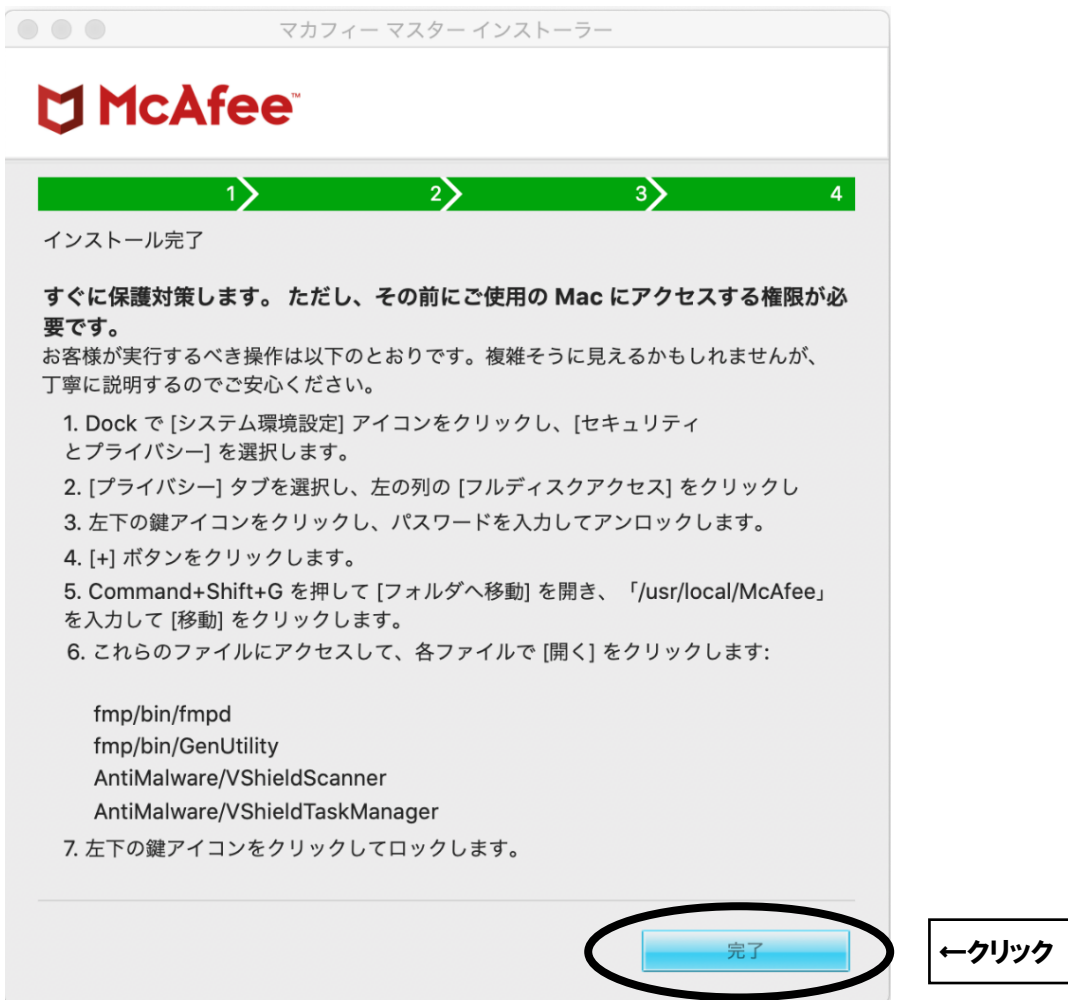 マカフィー マスター インストーラー
McAfee™
1 2 3 4
インストール完了
すぐに保護対策します。 ただし、その前にご使用の Mac にアクセスする権限が必
要です。
お客様が実行するべき操作は以下のとおりです。複雑そうに見えるかもしれませんが、
丁寧に説明するのでご安心ください。
1. Dock で [システム環境設定] アイコンをクリックし、[セキュリティ
とプライバシー] を選択します。
2. [プライバシー] タブを選択し、左の列の [フルディスクアクセス] をクリックし
3. 左下の鍵アイコンをクリックし、パスワードを入力してアンロックします。
4. [+] ボタンをクリックします。
5. Command+Shift+G を押して [フォルダへ移動] を開き、「/usr/local/McAfee」
を入力して [移動] をクリックします。
6. これらのファイルにアクセスして、各ファイルで [開く] をクリックします:
fmp/bin/fmpd
fmp/bin/GenUtility
AntiMalware/VShieldScanner
AntiMalware/VShieldTaskManager
7. 左下の鍵アイコンをクリックしてロックします。
完了
←クリック